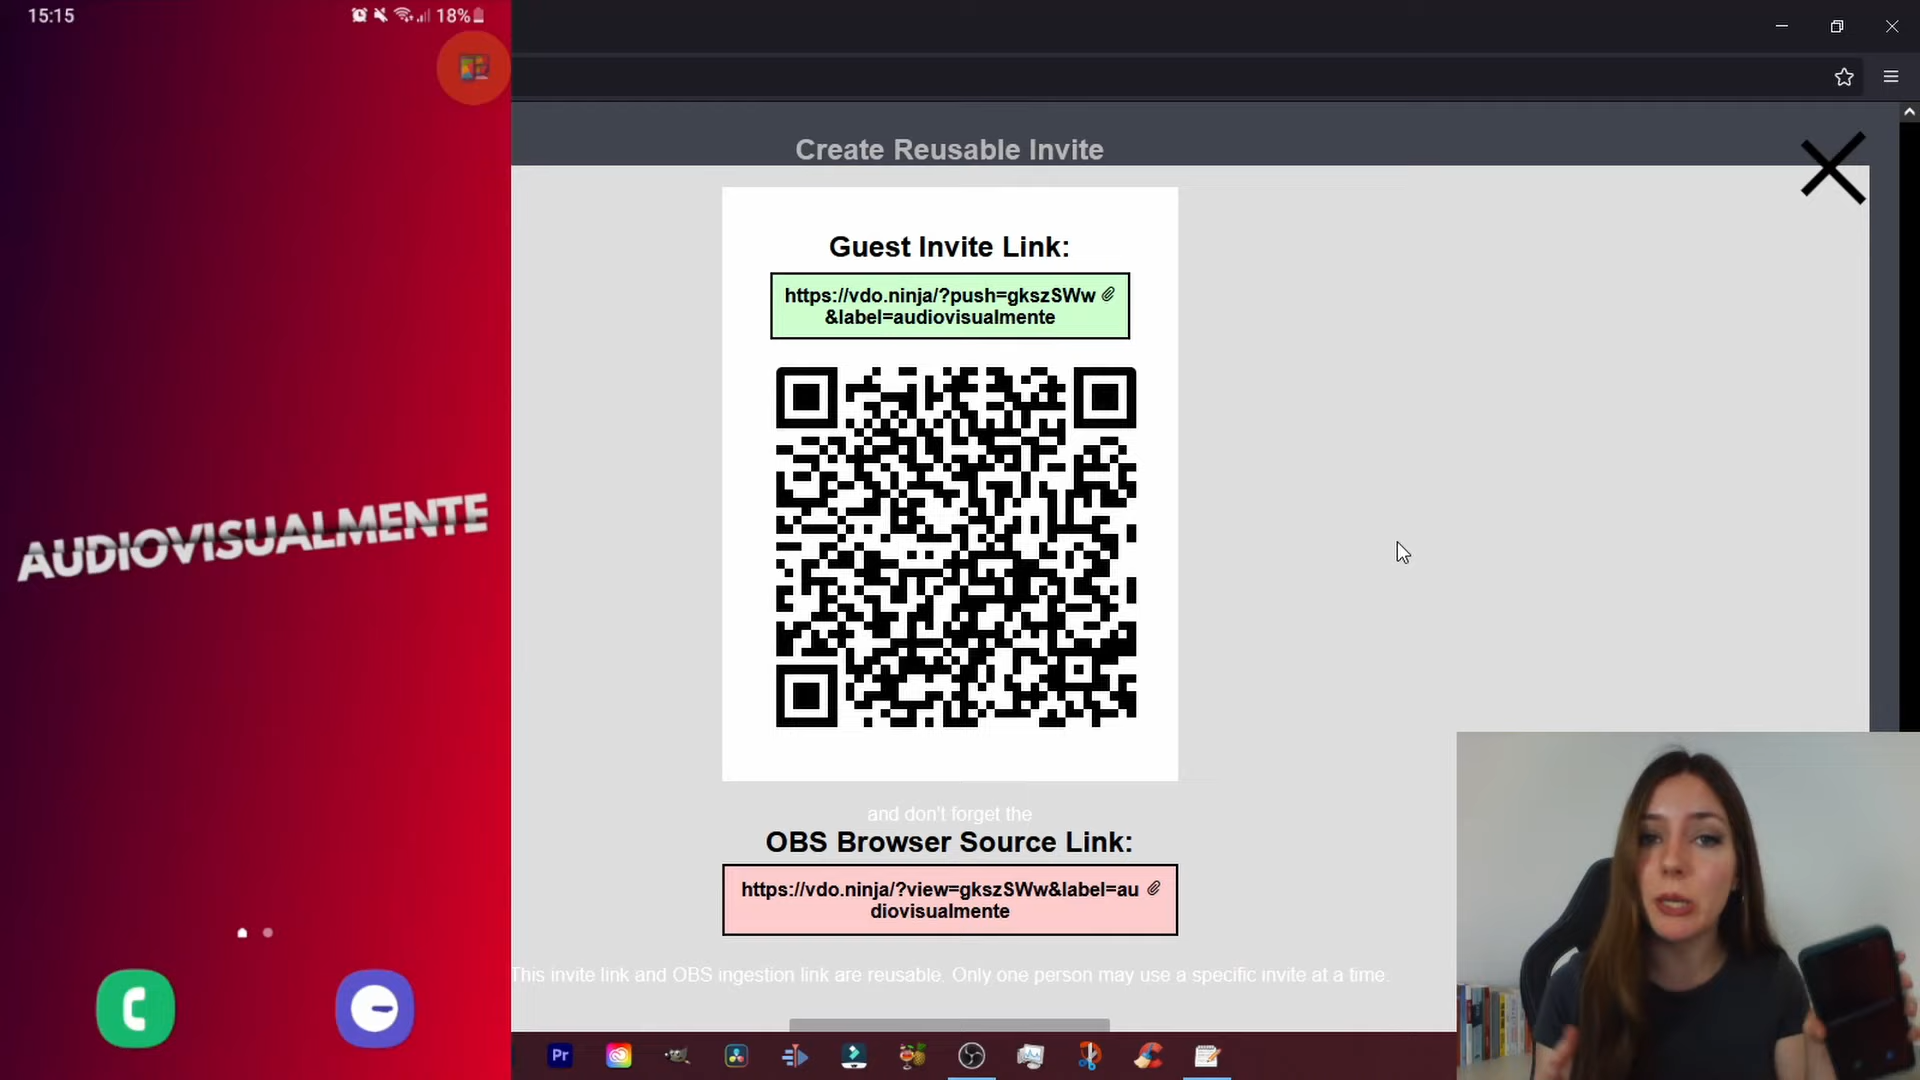 15:15
18%
AUDIOVISUALMENTE
Create Reusable Invite
Guest Invite Link:
https://vdo.ninja/?push=gkszSWw
&label=audiovisualmente
and don't forget the
OBS Browser Source Link:
https://vdo.ninja/?view=gkszSWw&label=au
diovisualmente
This invite link and OBS ingestion link are reusable. Only one person may use a specific invite at a time.
Pr